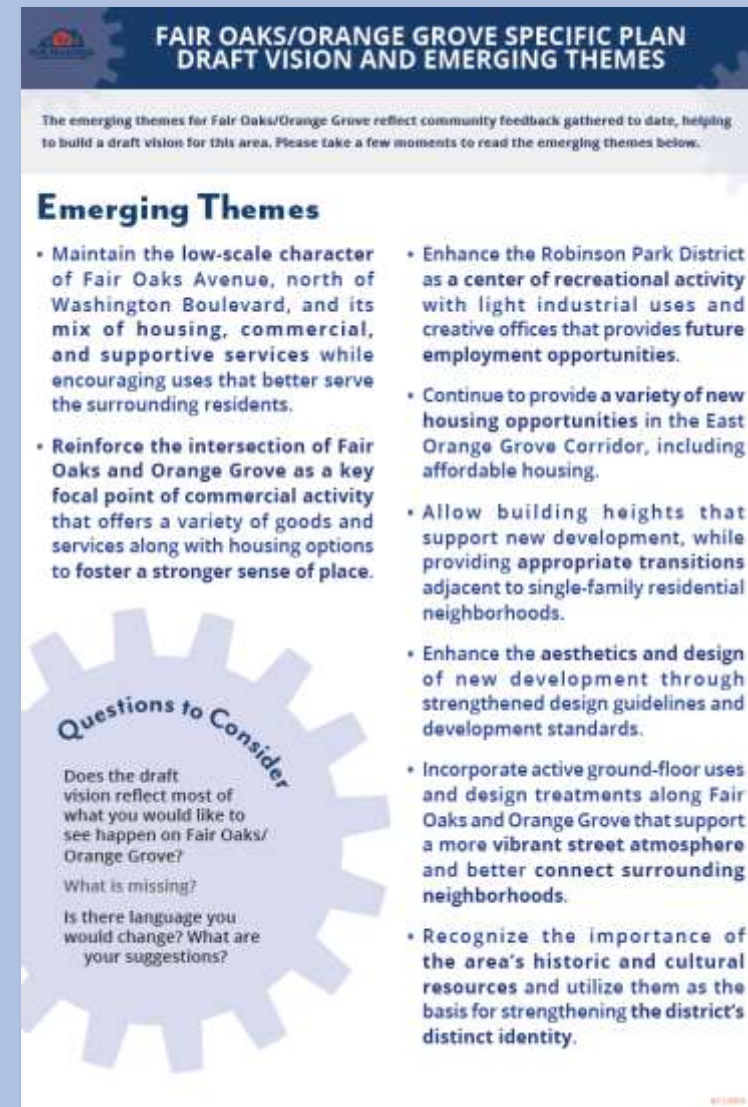 FAIR OAKS/ORANGE GROVE SPECIFIC PLAN
DRAFT VISION AND EMERGING THEMES
The emerging themes for Fair Oaks/Orange Grove reflect community feedback gathered to date, helping
to build a draft vision for this area. Please take a few moments to read the emerging themes below.
Emerging Themes
• Maintain the low-scale character
of Fair Oaks Avenue, north of
Washington Boulevard, and its
mix of housing, commercial,
and supportive services while
encouraging uses that better serve
the surrounding residents.
• Reinforce the intersection of Fair
Oaks and Orange Grove as a key
focal point of commercial activity
that offers a variety of goods and
services along with housing options
to foster a stronger sense of place.
Questions to Consider
Does the draft
vision reflect most of
what you would like to
see happen on Fair Oaks/
Orange Grove?
What is missing?
Is there language you
would change? What are
your suggestions?
• Enhance the Robinson Park District
as a center of recreational activity
with light industrial uses and
creative offices that provides future
employment opportunities.
• Continue to provide a variety of new
housing opportunities in the East
Orange Grove Corridor, including
affordable housing.
• Allow building heights that
support new development, while
providing appropriate transitions
adjacent to single-family residential
neighborhoods.
• Enhance the aesthetics and design
of new development through
strengthened design guidelines and
development standards.
• Incorporate active ground-floor uses
and design treatments along Fair
Oaks and Orange Grove that support
a more vibrant street atmosphere
and better connect surrounding
neighborhoods.
• Recognize the importance of
the area's historic and cultural
resources and utilize them as the
basis for strengthening the district's
distinct identity.